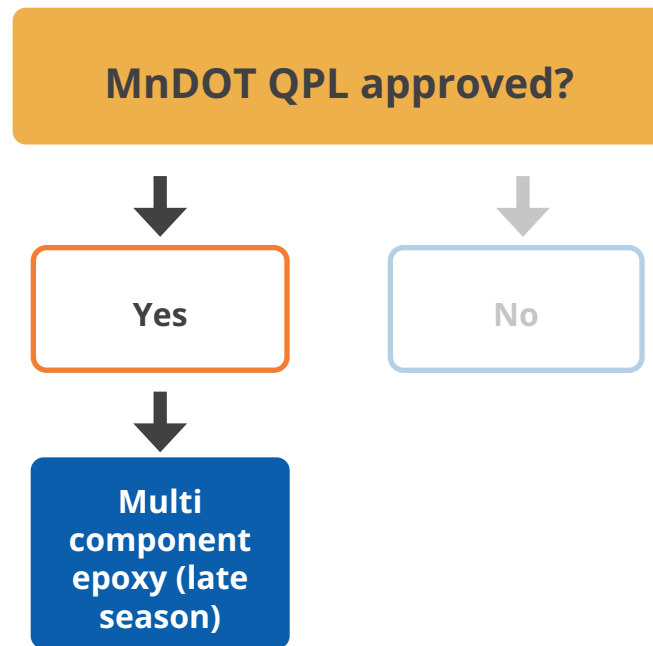 MnDOT QPL approved?
Yes
No
Multi
component
epoxy (late
season)